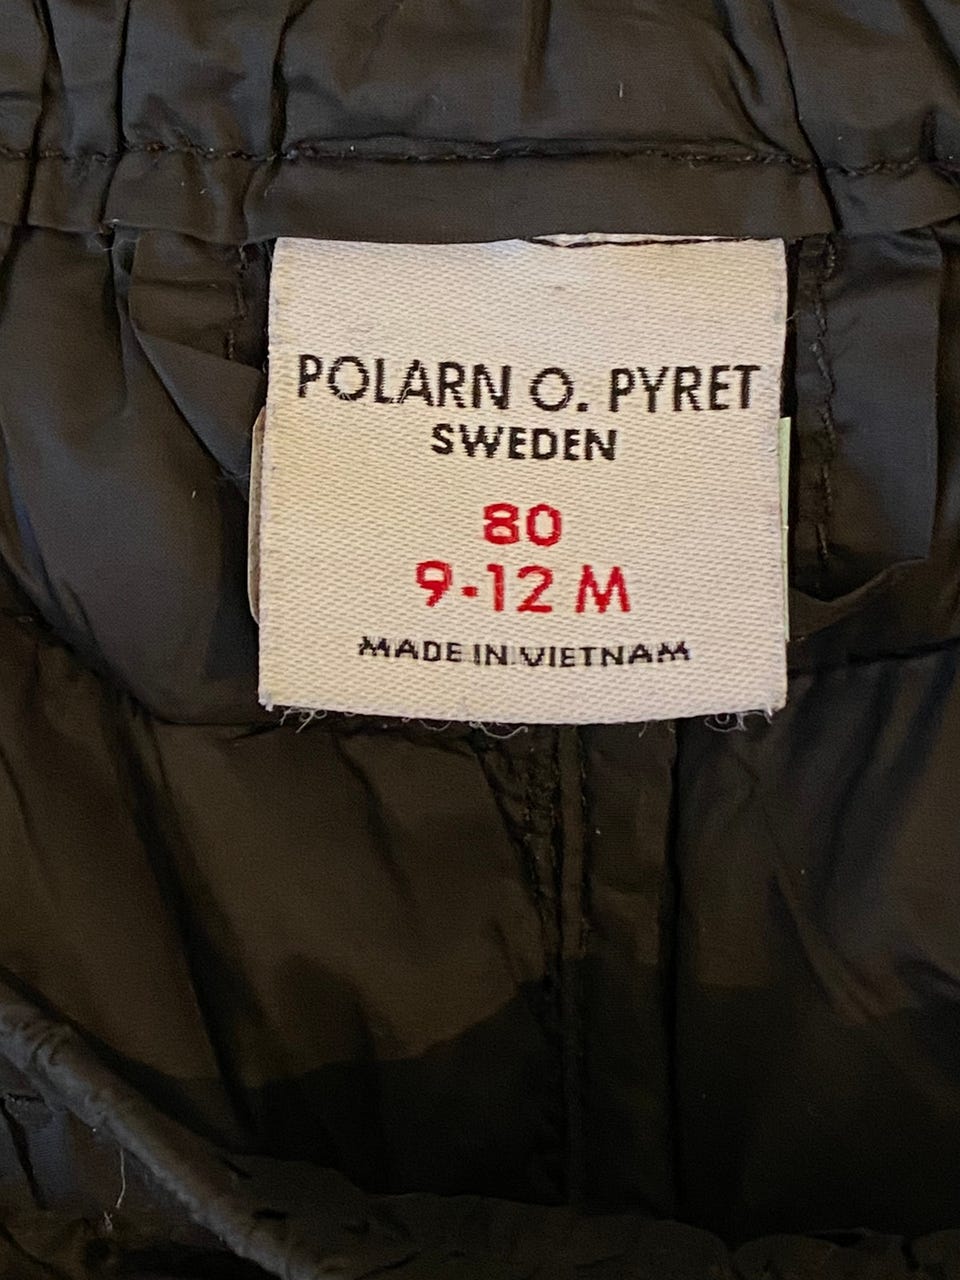 POLARN O. PYRET
SWEDEN
80
9-12 M
MADE IN VIETNAM